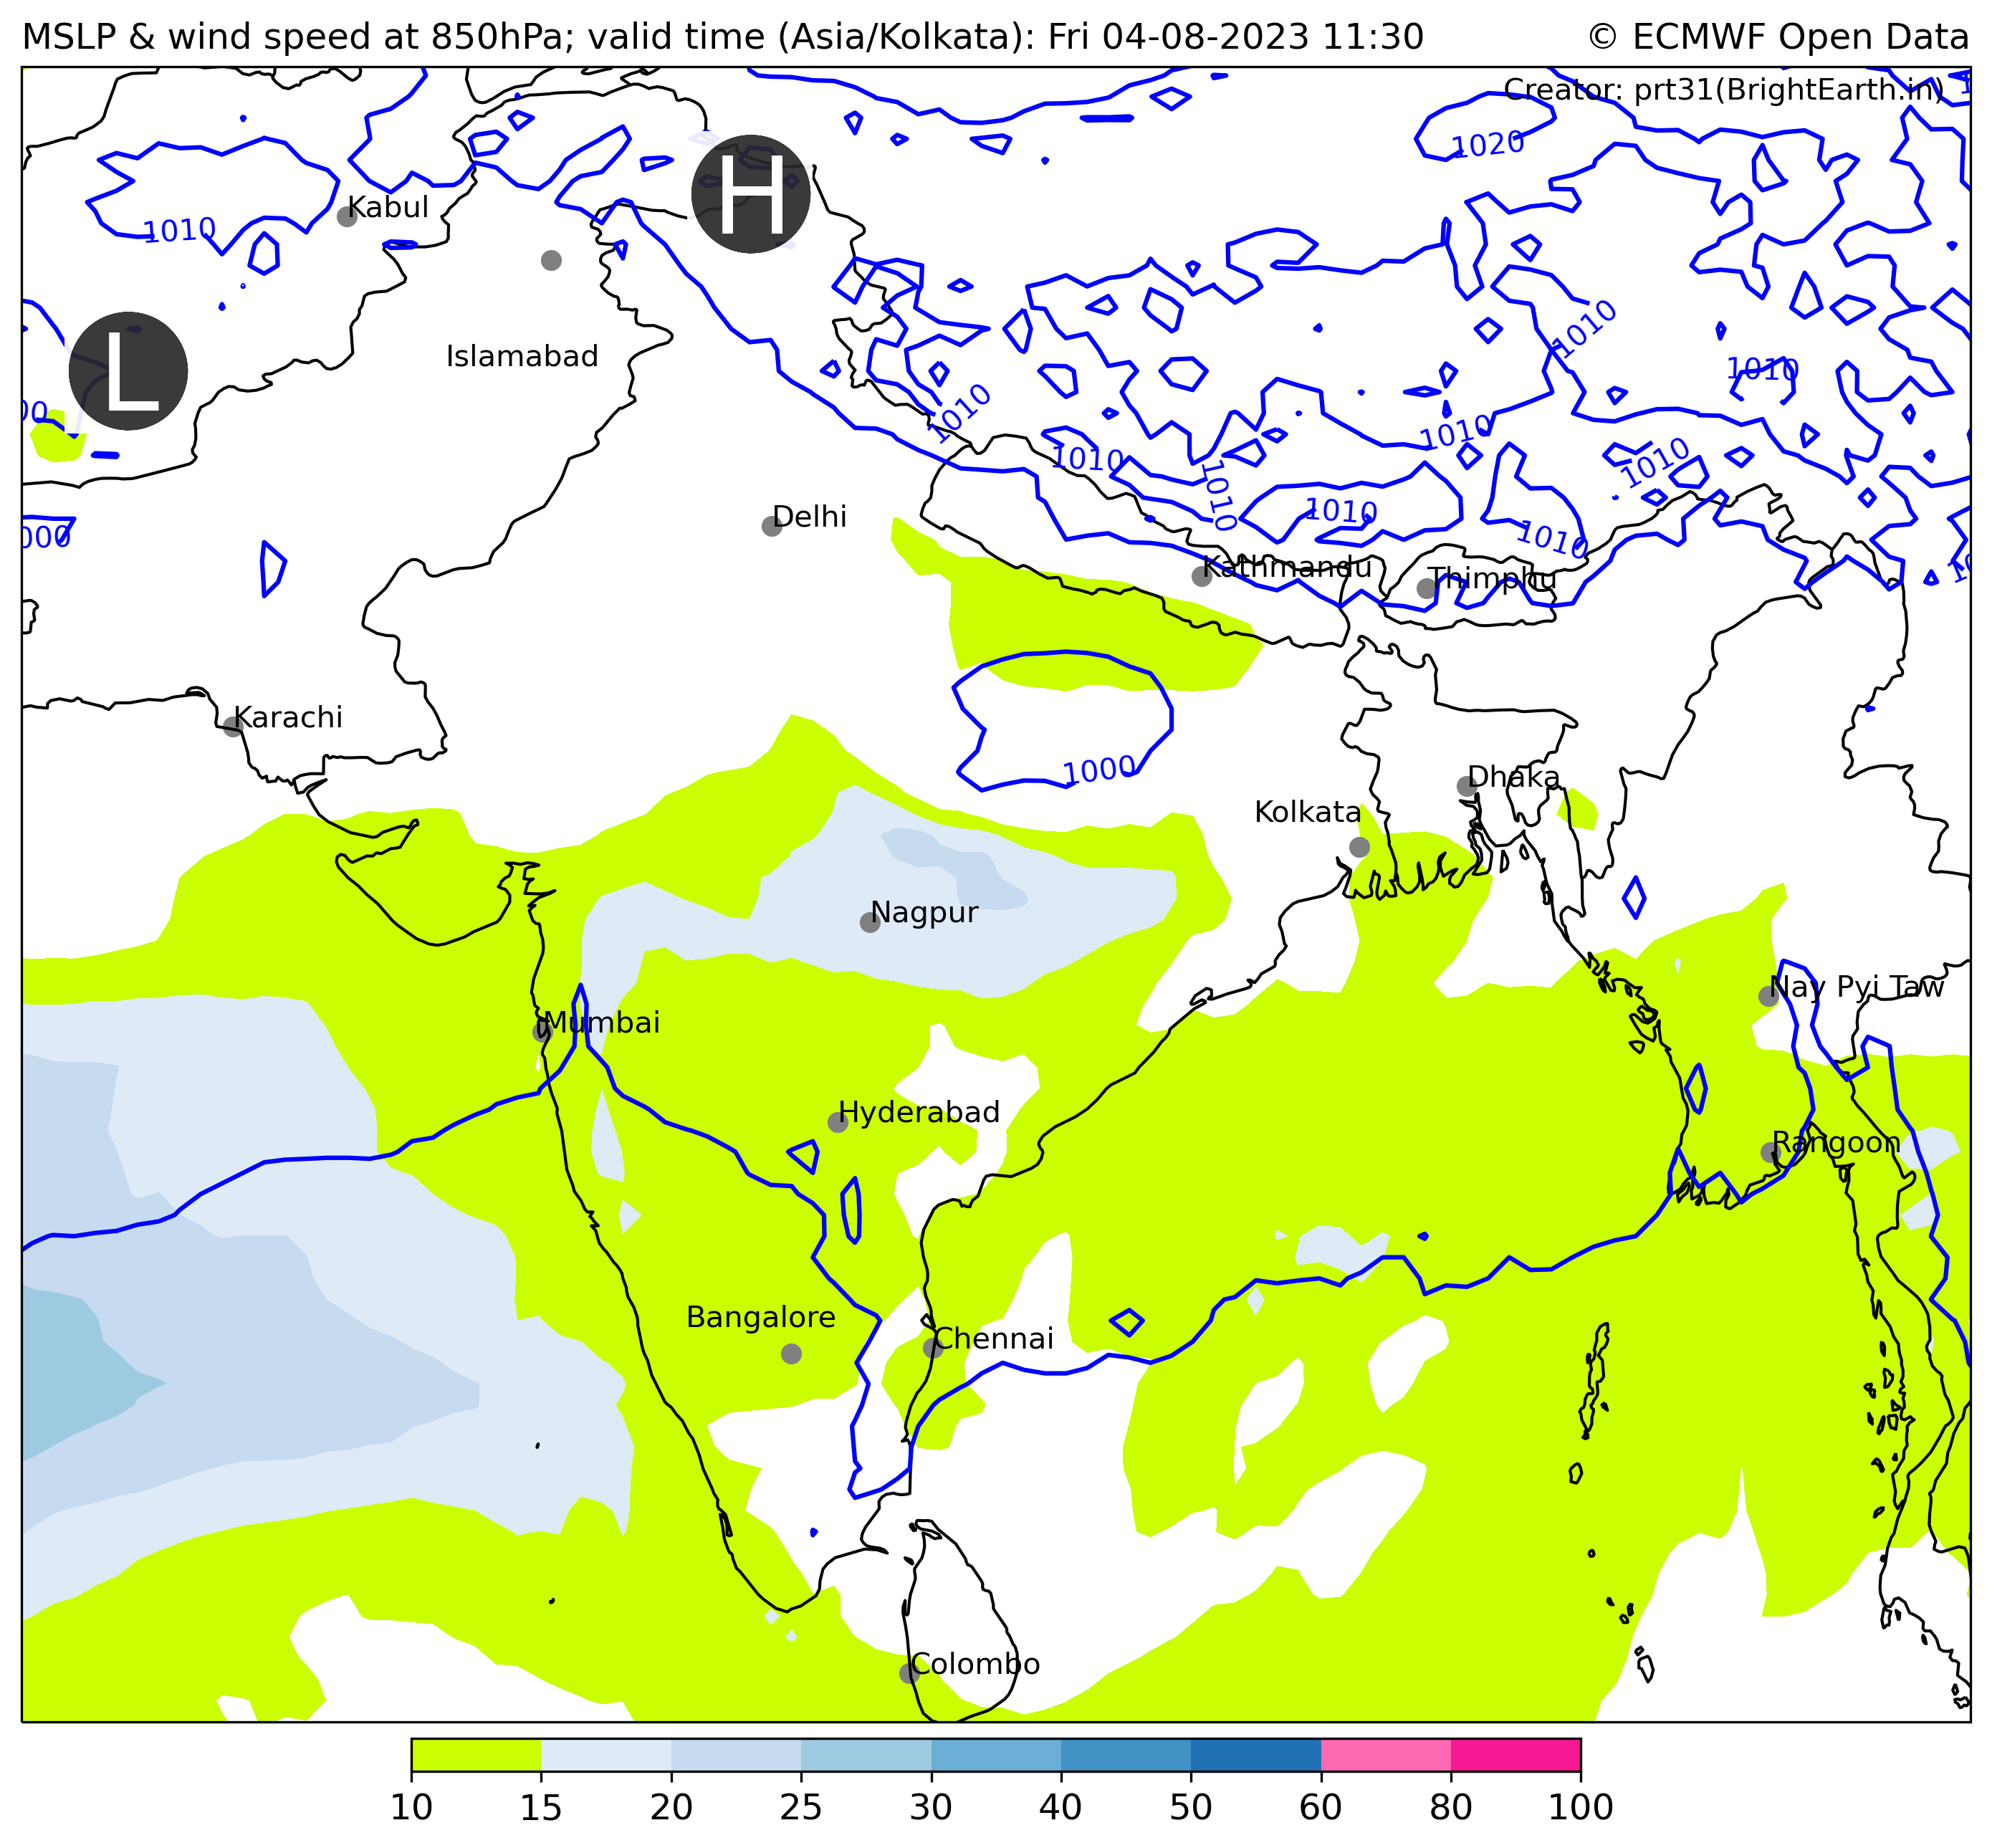 MSLP & wind speed at 850hPa; valid time (Asia/Kolkata): Fri 04-08-2023 11:30
© ECMWF Open Data
Creator: prt31(BrightEarth.in)
1020
H
Kabul
1010
1010
L
Islamabad
1010
1010
1010
1010
1010
1010
1010
1010
Delhi
1010
Kathmandu
Thimphu
Karachi
1000
Dhaka
Kolkata
Nagpur
Nay Pyi Taw
Mumbai
Hyderabad
Rangoon
Bangalore
Chennai
Colombo
10 15 20 25 30 40 50 60 80 100